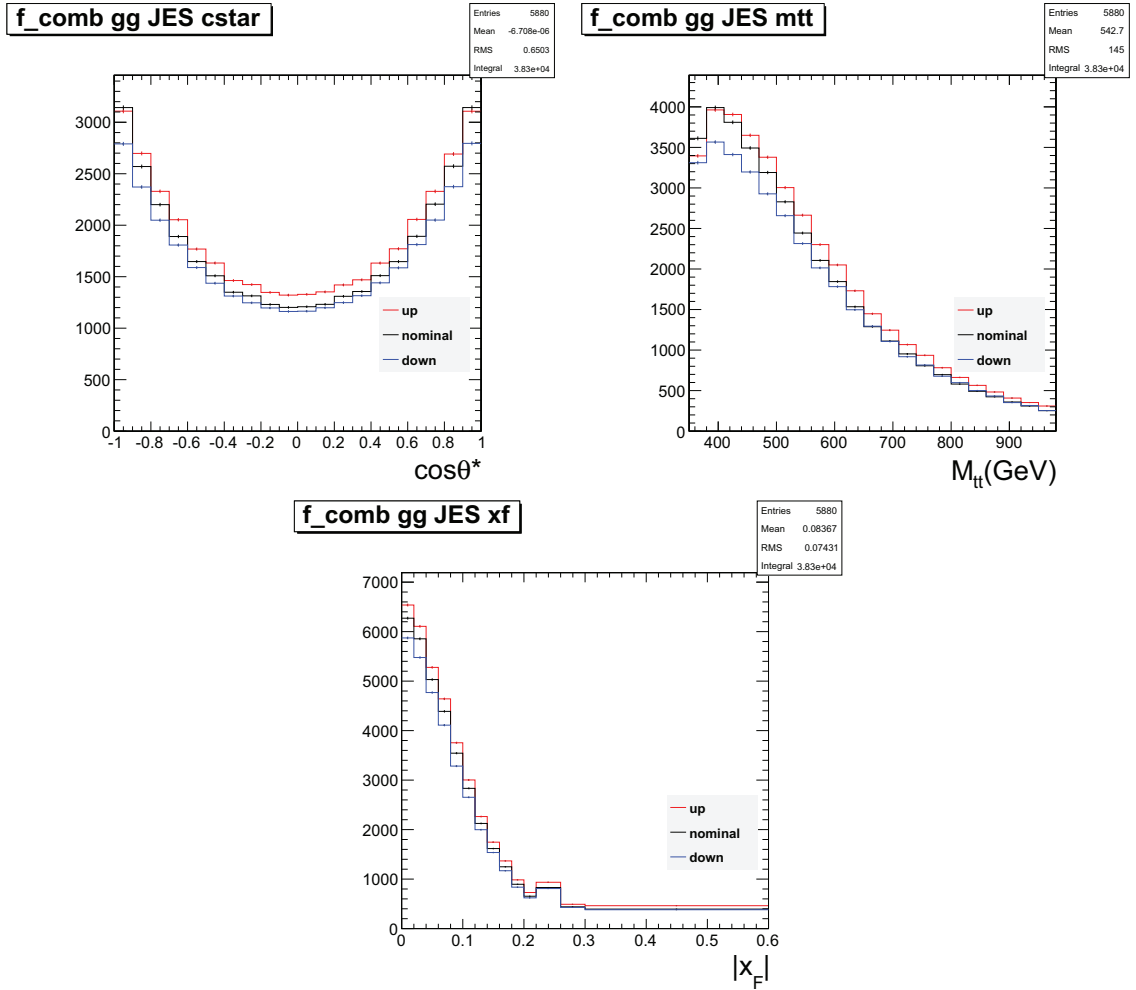 f_comb gg JES cstar
Entries 5880
Mean -6.708e-06
RMS 0.6503
Integral 3.83e+04
3000
2500
2000
1500
1000
500
0
up
nominal
down
-1 -0.8 -0.6 -0.4 -0.2 0 0.2 0.4 0.6 0.8 1
cosθ*
f_comb gg JES mtt
Entries 5880
Mean 542.7
RMS 145
Integral 3.83e+04
4000
3500
3000
2500
2000
1500
1000
500
0
up
nominal
down
400 500 600 700 800 900
M_tt(GeV)
f_comb gg JES xf
Entries 5880
Mean 0.08367
RMS 0.07431
Integral 3.83e+04
7000
6000
5000
4000
3000
2000
1000
0
up
nominal
down
0 0.1 0.2 0.3 0.4 0.5 0.6
|x_F|